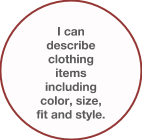 I can
describe
clothing
items
including
color, size,
fit and style.